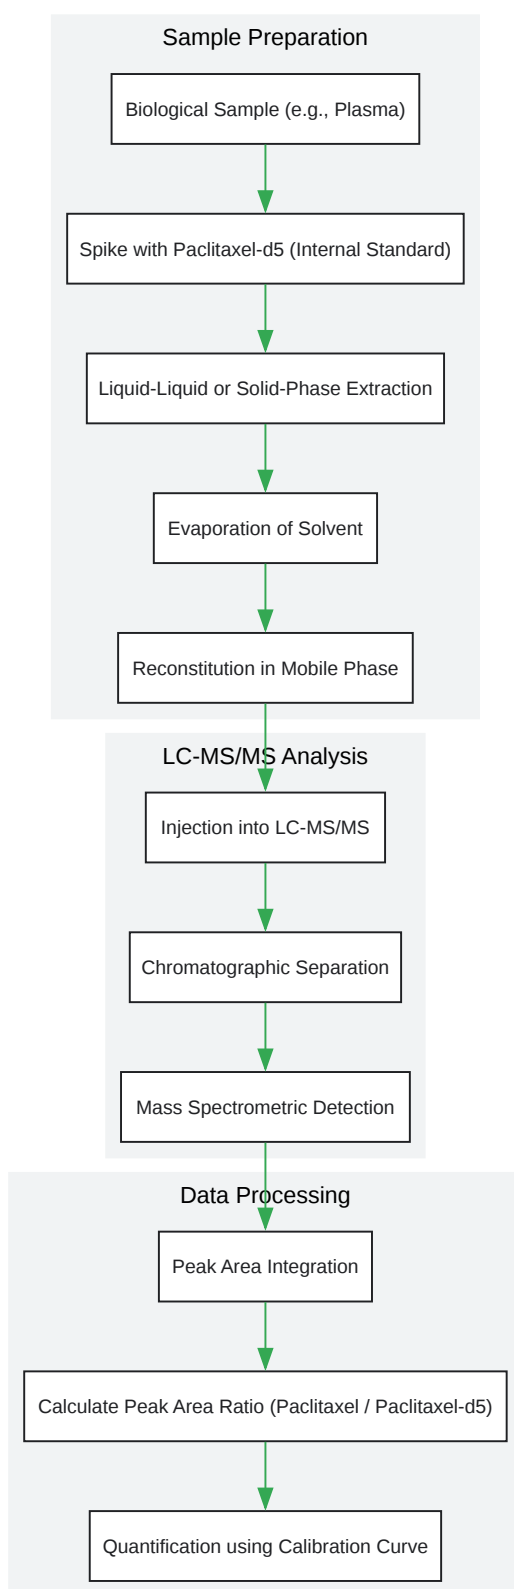 Sample Preparation
Biological Sample (e.g., Plasma)
Spike with Paclitaxel-d5 (Internal Standard)
Liquid-Liquid or Solid-Phase Extraction
Evaporation of Solvent
Reconstitution in Mobile Phase
LC-MS/MS Analysis
Injection into LC-MS/MS
Chromatographic Separation
Mass Spectrometric Detection
Data Processing
Peak Area Integration
Calculate Peak Area Ratio (Paclitaxel / Paclitaxel-d5)
Quantification using Calibration Curve